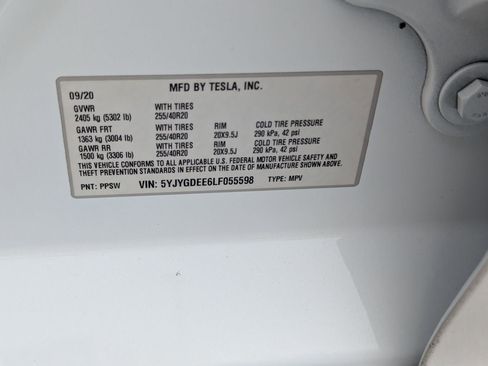 09/20 MFD BY TESLA, INC.
GVWR WITH TIRES
2405 kg (5302 lb) 255/40R20
GAWR FRT WITH TIRES RIM COLD TIRE PRESSURE
1363 kg (3004 lb) 255/40R20 20X9.5J 290 kPa, 42 psi
GAWR RR WITH TIRES RIM COLD TIRE PRESSURE
1500 kg (3306 lb) 255/40R20 20X9.5J 290 kPa, 42 psi
THIS VEHICLE CONFORMS TO ALL APPLICABLE U.S. FEDERAL MOTOR VEHICLE SAFETY AND
THEFT PREVENTION STANDARDS IN EFFECT ON THE DATE OF MANUFACTURE SHOWN ABOVE.
PNT: PPSW VIN: 5YJYGDEE6LF055598 TYPE: MPV